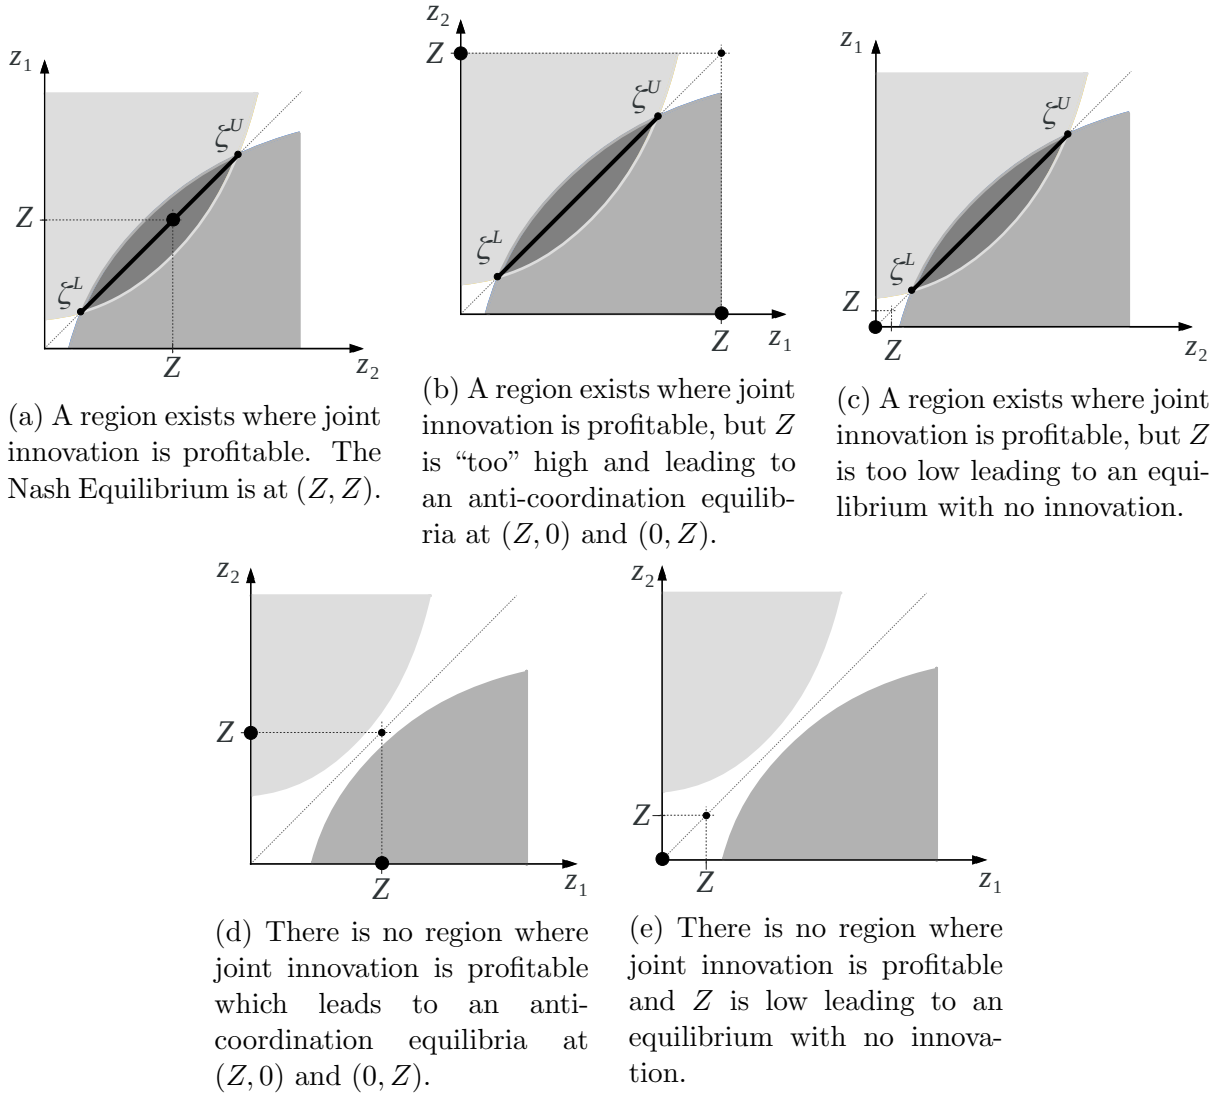 z1
ζU
Z
ζL
Z
z2
(a) A region exists where joint
innovation is profitable. The
Nash Equilibrium is at (Z, Z).
z2
Z
ζU
ζL
Z
z1
(b) A region exists where joint
innovation is profitable, but Z
is “too” high and leading to
an anti-coordination equilib-
ria at (Z, 0) and (0, Z).
z1
ζU
ζL
Z
Z
z2
(c) A region exists where joint
innovation is profitable, but Z
is too low leading to an equi-
librium with no innovation.
z2
Z
Z
z1
(d) There is no region where
joint innovation is profitable
which leads to an anti-
coordination equilibria at
(Z, 0) and (0, Z).
z2
Z
Z
z1
(e) There is no region where
joint innovation is profitable
and Z is low leading to an
equilibrium with no innova-
tion.